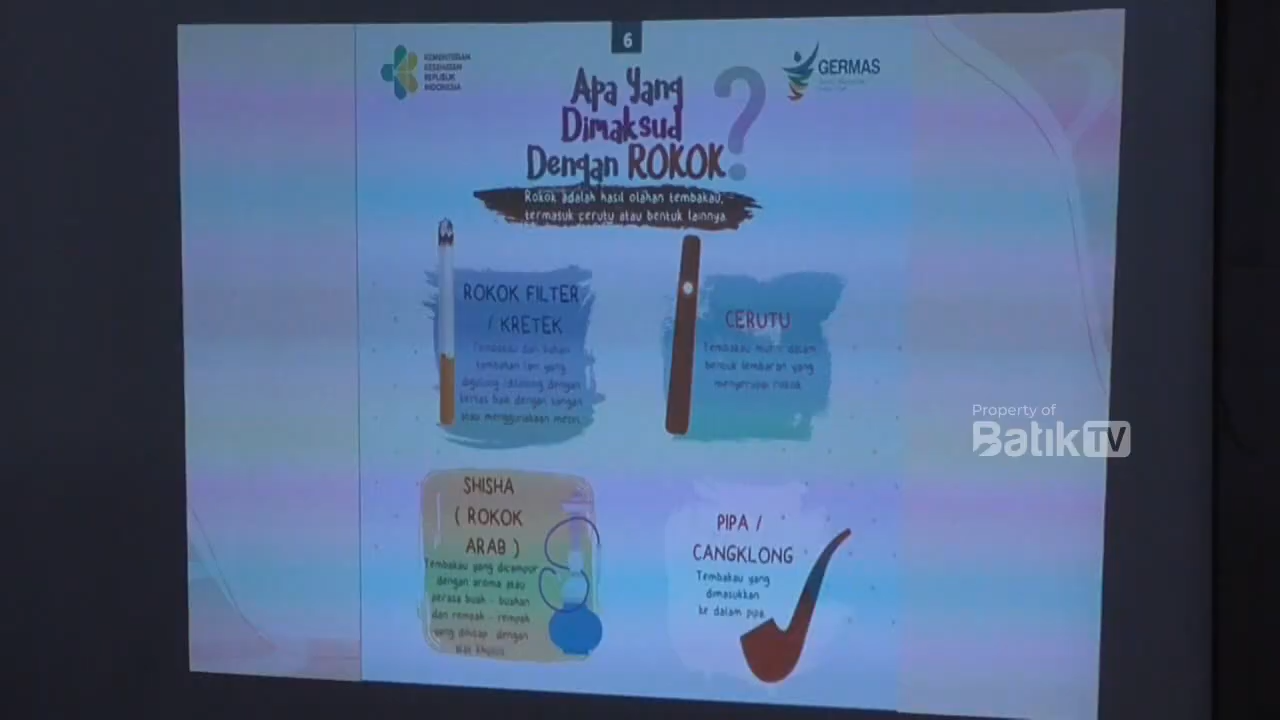 6
KEMENTERIAN
KESEHATAN
REPUBLIK
INDONESIA
GERMAS
Apa Yang
Dimaksud
Dengan ROKOK?
Rokok adalah hasil olahan tembakau,
termasuk cerutu atau bentuk lainnya
ROKOK FILTER
/ KRETEK
Tembakau dan bahan
tambahan lain yang
digulung /dilinting dengan
kertas baik dengan tangan
atau menggunakaan mesin.
CERUTU
Tembakau murni dalam
bentuk lembaran yang
menyerupai rokok
Property of
BatikTV
SHISHA
( ROKOK
ARAB )
Tembakau yang dicampur
dengan aroma atau
perasa buah - buahan
dan rempah - rempah
yang dihisap dengan
alat khusus
PIPA /
CANGKLONG
Tembakau yang
dimasukkan
ke dalam pipa